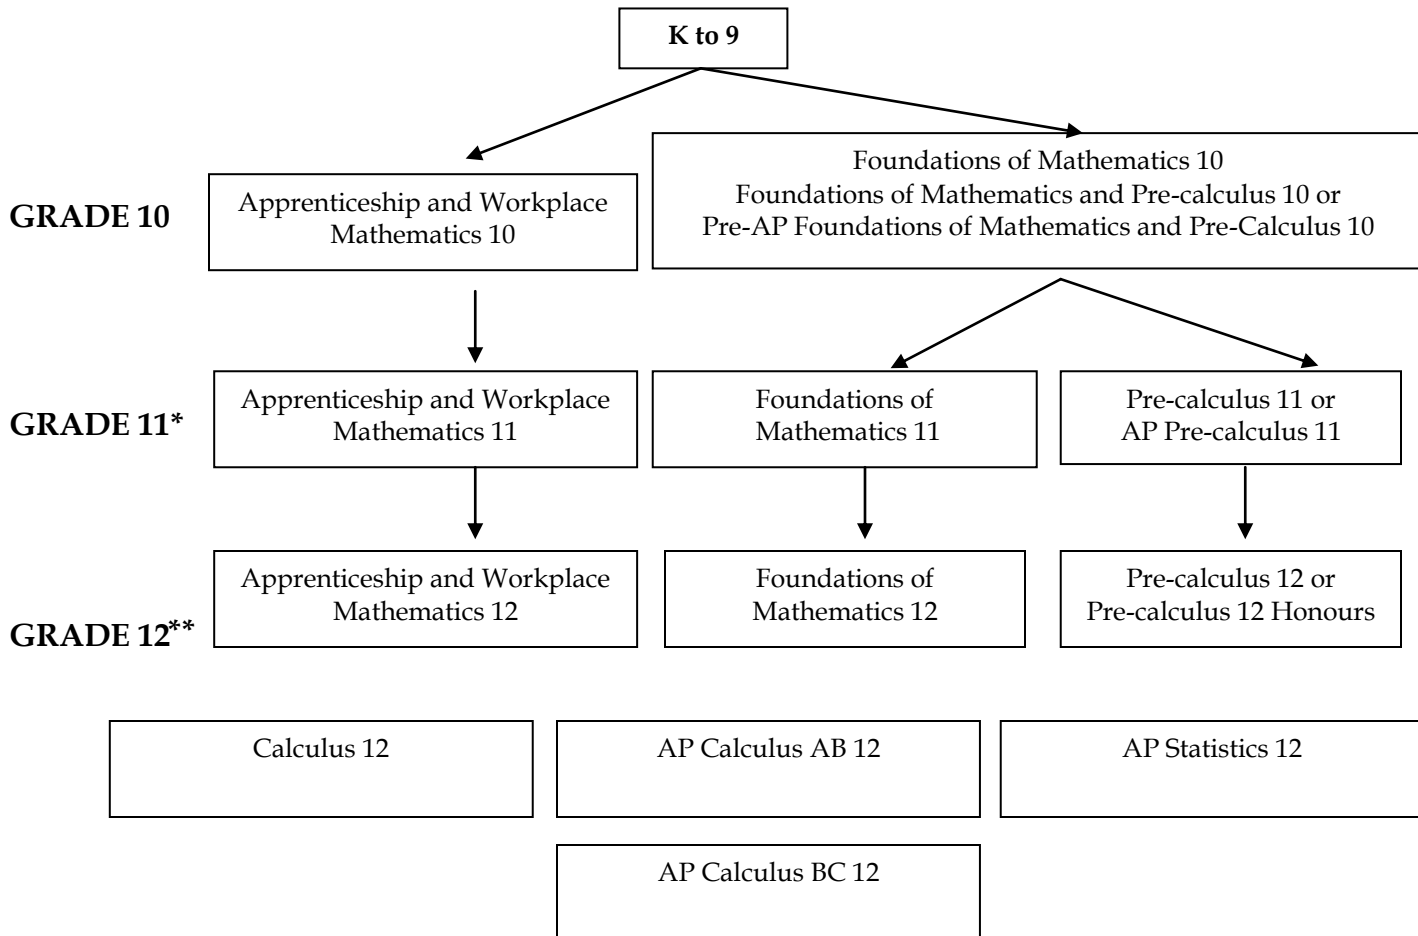 K to 9
Foundations of Mathematics 10
Foundations of Mathematics and Pre-calculus 10 or
Pre-AP Foundations of Mathematics and Pre-Calculus 10
GRADE 10
Apprenticeship and Workplace
Mathematics 10
GRADE 11*
Apprenticeship and Workplace
Mathematics 11
Foundations of
Mathematics 11
Pre-calculus 11 or
AP Pre-calculus 11
Apprenticeship and Workplace
Mathematics 12
Foundations of
Mathematics 12
Pre-calculus 12 or
Pre-calculus 12 Honours
GRADE 12**
Calculus 12
AP Calculus AB 12
AP Statistics 12
AP Calculus BC 12